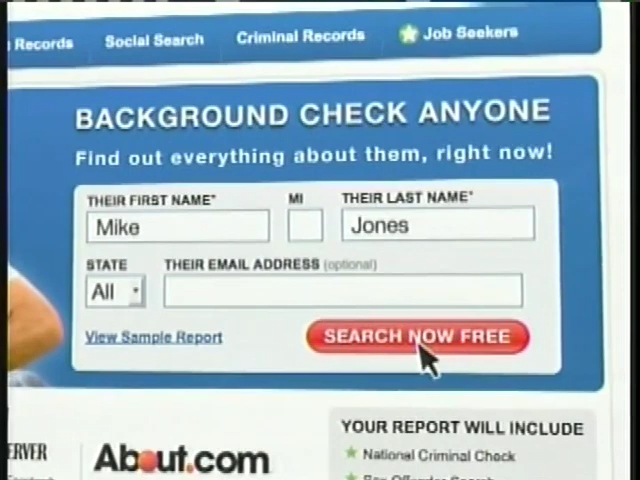 Records Social Search Criminal Records Job Seekers
BACKGROUND CHECK ANYONE
Find out everything about them, right now!
THEIR FIRST NAME* MI THEIR LAST NAME*
Mike Jones
STATE THEIR EMAIL ADDRESS (optional)
All
View Sample Report SEARCH NOW FREE
YOUR REPORT WILL INCLUDE
About.com
National Criminal Check